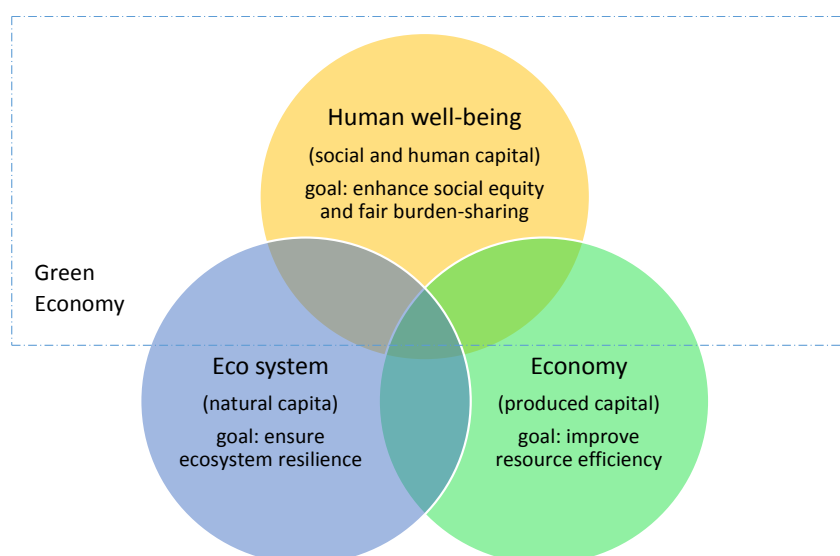 Human well-being
(social and human capital)
goal: enhance social equity
and fair burden-sharing
Green
Economy
Eco system
(natural capita)
goal: ensure
ecosystem resilience
Economy
(produced capital)
goal: improve
resource efficiency